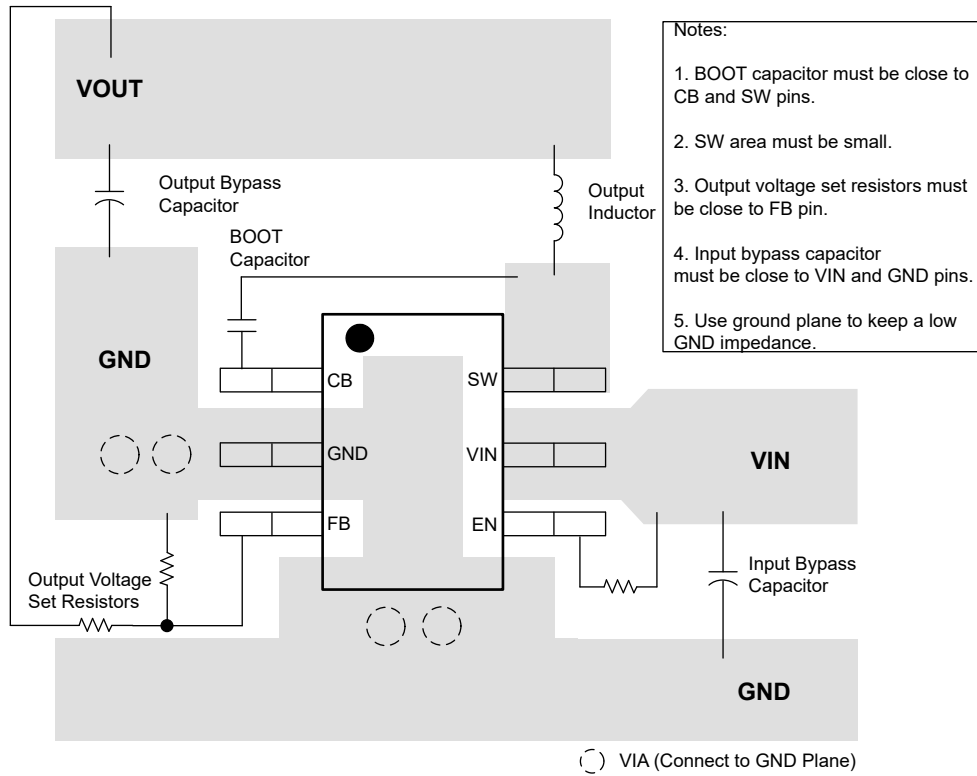 VOUT
Output Bypass
Capacitor
BOOT
Capacitor
Output
Inductor
Notes:
1. BOOT capacitor must be close to
CB and SW pins.
2. SW area must be small.
3. Output voltage set resistors must
be close to FB pin.
4. Input bypass capacitor
must be close to VIN and GND pins.
5. Use ground plane to keep a low
GND impedance.
GND
CB
SW
GND
VIN
VIN
FB
EN
Output Voltage
Set Resistors
Input Bypass
Capacitor
GND
VIA (Connect to GND Plane)